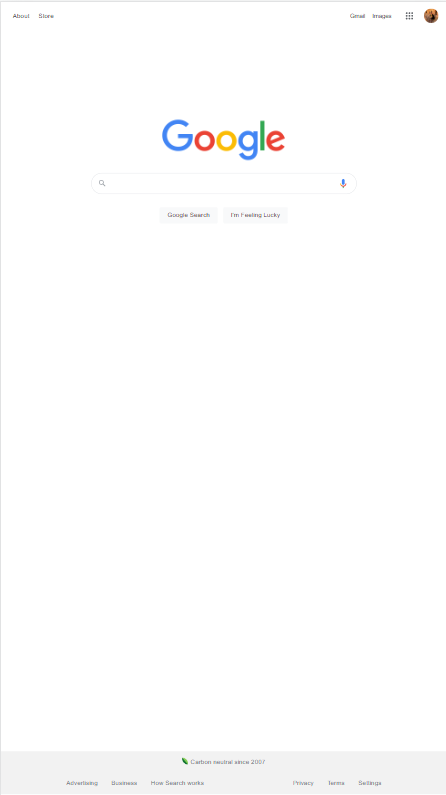 About Store Gmail Images
Google
Google Search I'm Feeling Lucky
Carbon neutral since 2007
Advertising Business How Search works Privacy Terms Settings